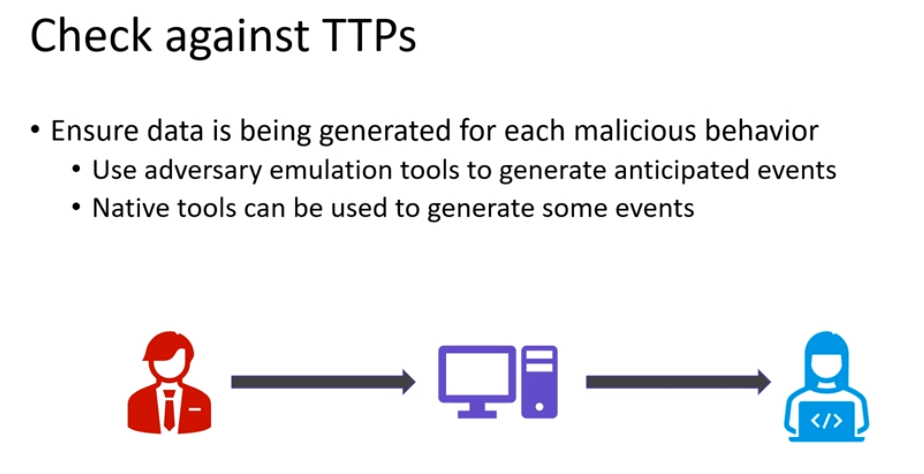 Check against TTPs
• Ensure data is being generated for each malicious behavior
• Use adversary emulation tools to generate anticipated events
• Native tools can be used to generate some events
</>